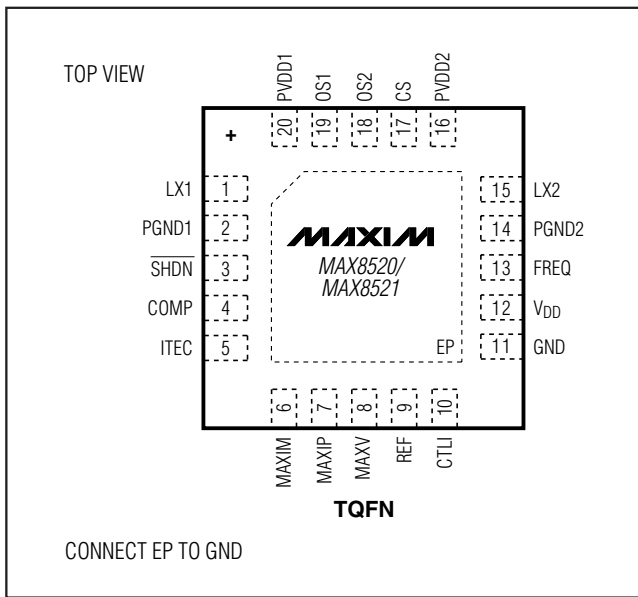 TOP VIEW
PVDD1
OS1
OS2
CS
PVDD2
20
19
18
17
16
+
LX1
1
PGND1
2
SHDN
3
COMP
4
ITEC
5
MAXIM
MAX8520/
MAX8521
EP
15
LX2
14
PGND2
13
FREQ
12
VDD
11
GND
6
7
8
9
10
MAXIM
MAXIP
MAXV
REF
CTLI
TQFN
CONNECT EP TO GND